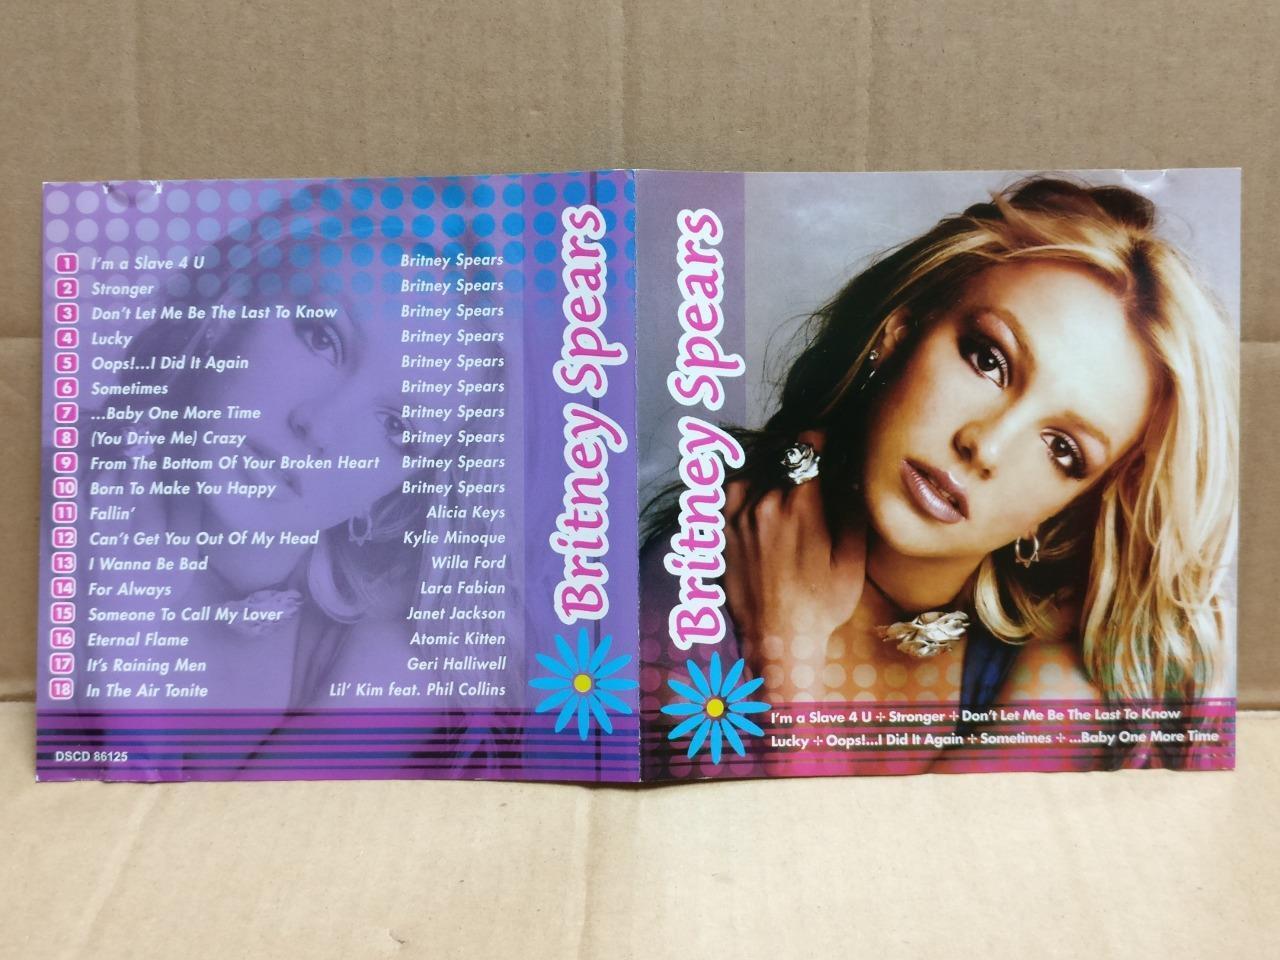 1 I'm a Slave 4 U Britney Spears
2 Stronger Britney Spears
3 Don't Let Me Be The Last To Know Britney Spears
4 Lucky Britney Spears
5 Oops!...I Did It Again Britney Spears
6 Sometimes Britney Spears
7 ...Baby One More Time Britney Spears
8 (You Drive Me) Crazy Britney Spears
9 From The Bottom Of Your Broken Heart Britney Spears
10 Born To Make You Happy Britney Spears
11 Fallin' Alicia Keys
12 Can't Get You Out Of My Head Kylie Minoque
13 I Wanna Be Bad Willa Ford
14 For Always Lara Fabian
15 Someone To Call My Lover Janet Jackson
16 Eternal Flame Atomic Kitten
17 It's Raining Men Geri Halliwell
18 In The Air Tonite Lil' Kim feat. Phil Collins
DSCD 86125
Britney Spears
Britney Spears
I'm a Slave 4 U + Stronger + Don't Let Me Be The Last To Know
Lucky + Oops!...I Did It Again + Sometimes + ...Baby One More Time